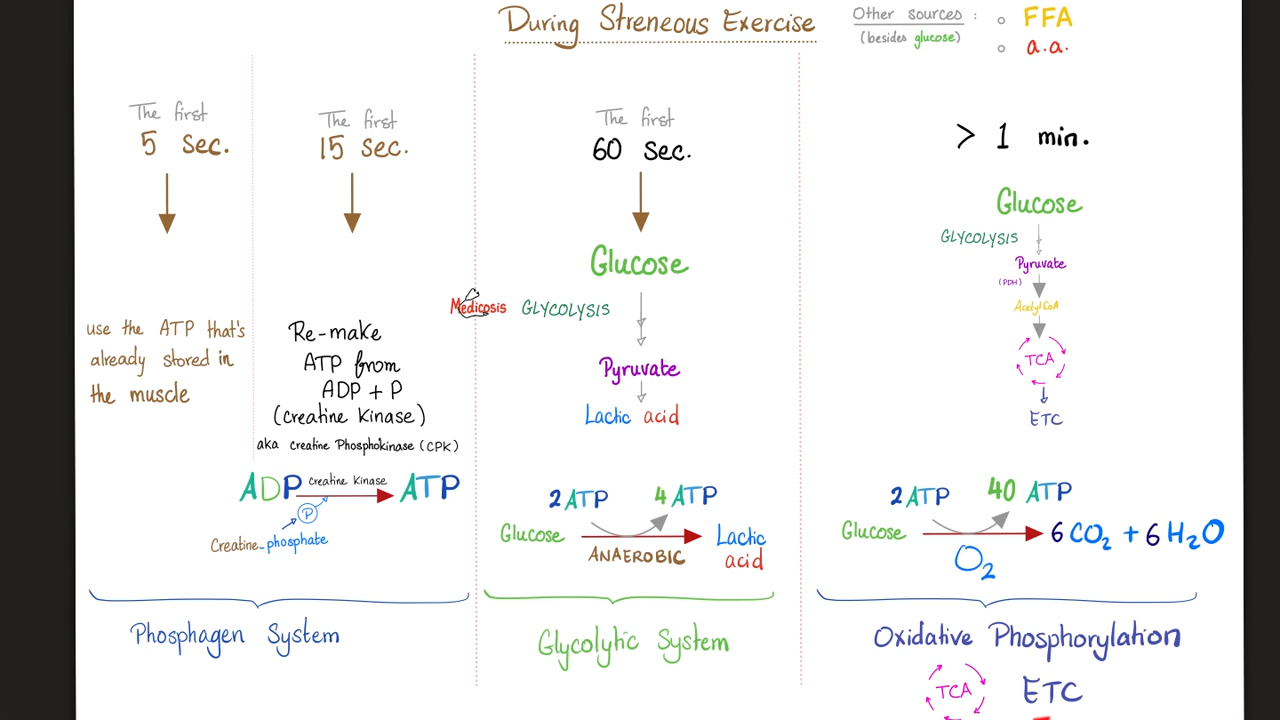 During Streneous Exercise
Other sources :
(besides glucose)
○ FFA
○ a.a.
The first
5 sec.
use the ATP that's
already stored in
the muscle
The first
15 sec.
Re-make
ATP from
ADP + P
(creatine kinase)
aka creatine Phosphokinase (CPK)
ADP creatine kinase ATP
P
Creatine-phosphate
Phosphagen System
The first
60 sec.
Glucose
Medicosis
GLYCOLYSIS
Pyruvate
Lactic acid
2 ATP 4 ATP
Glucose
ANAEROBIC
Lactic
acid
Glycolytic System
> 1 min.
Glucose
GLYCOLYSIS
Pyruvate
(PDH)
Acetyl CoA
TCA
ETC
2 ATP 40 ATP
Glucose 6 CO2 + 6 H2O
O2
Oxidative Phosphorylation
TCA ETC